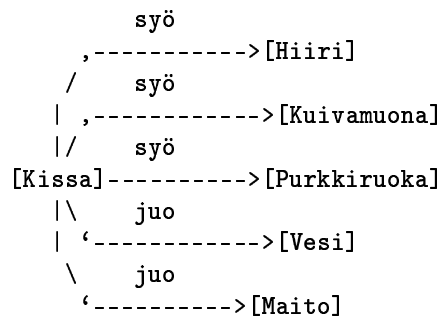 syö
,----------->[Hiiri]
/ syö
| ,------------>[Kuivamuona]
|/ syö
[Kissa]---------->[Purkkiruoka]
|\ juo
| ‘------------>[Vesi]
\ juo
‘---------->[Maito]